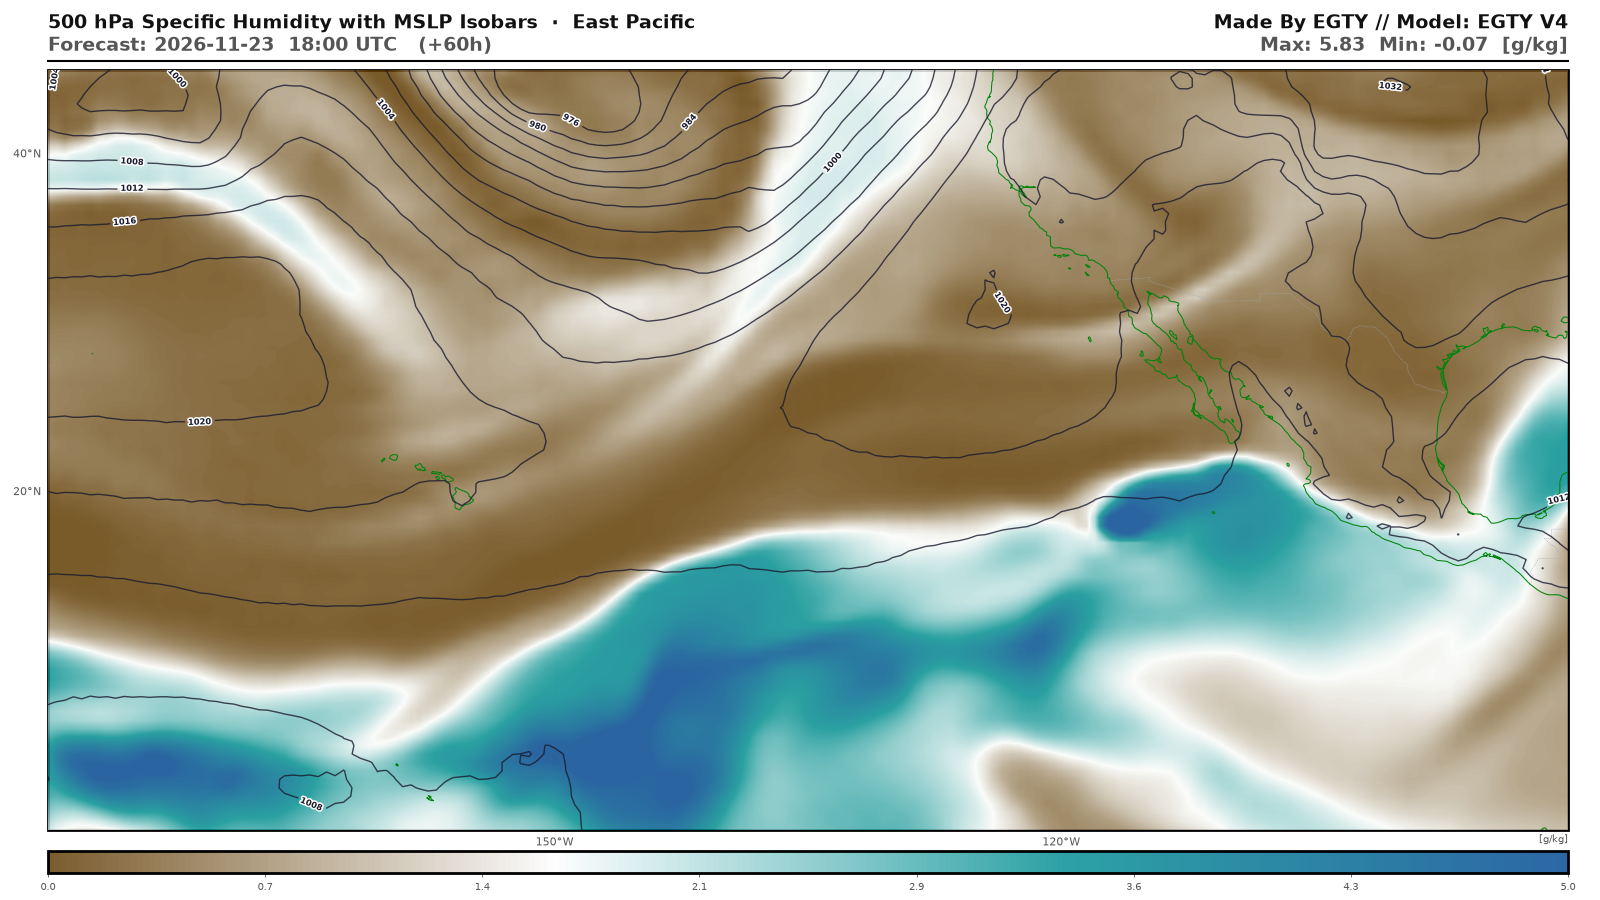 500 hPa Specific Humidity with MSLP Isobars · East Pacific
Made By EGTY // Model: EGTY V4
Forecast: 2026-11-23 18:00 UTC (+60h)
Max: 5.83 Min: -0.07 [g/kg]
1000
1032
1004
976
980
984
1000
40°N
1008
1012
1016
1020
1020
20°N
1012
1008
150°W
120°W
[g/kg]
0.0
0.7
1.4
2.1
2.9
3.6
4.3
5.0